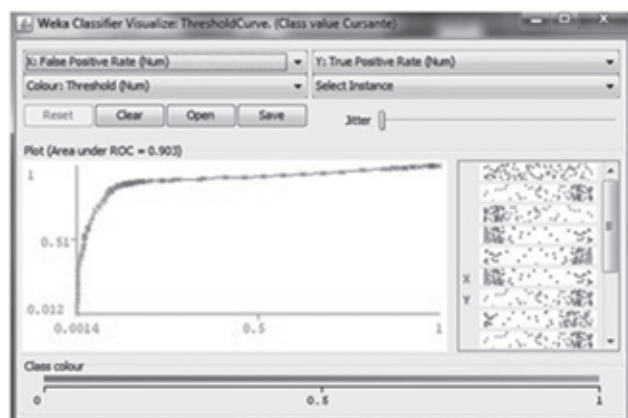 Weka Classifier Visualize: ThresholdCurve. (Class value Cursante)
X: False Positive Rate (Num)
Y: True Positive Rate (Num)
Colour: Threshold (Num)
Select Instance
Reset
Clear
Open
Save
Jitter
Plot (Area under ROC = 0.903)
1
0.51
0.012
0.0014
0.5
1
X
Y
Class colour
0
0.5
1